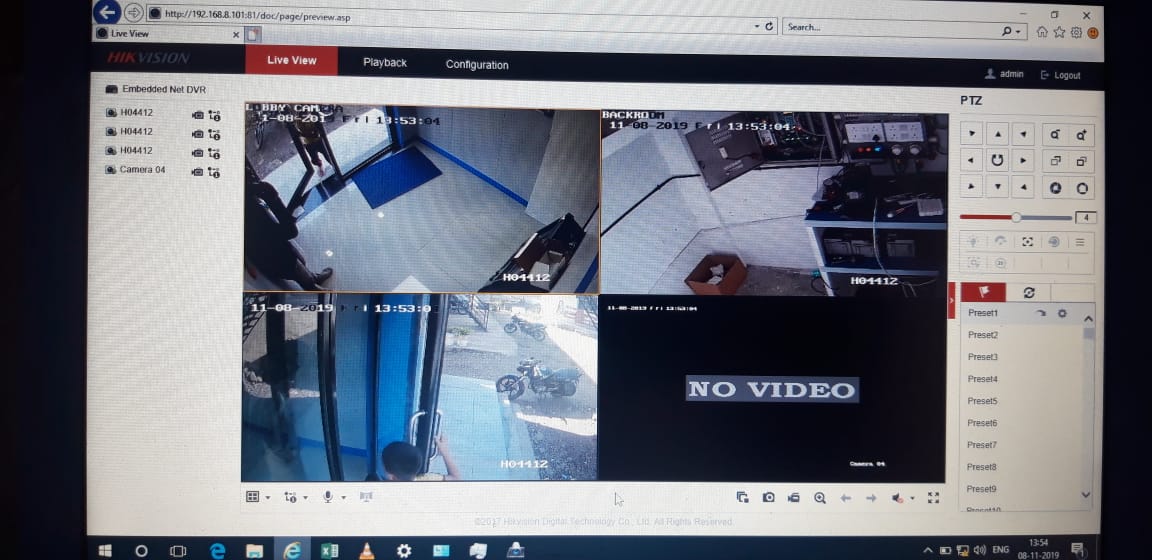 http://192.168.8.101:81/doc/page/preview.asp
Search...
Live View
HIKVISION
Live View
Playback
Configuration
admin
Logout
Embedded Net DVR
H04412
H04412
H04412
Camera 04
LOBBY CAM
1-08-201 Fri 13:53:04
H04412
BACKROOM
11-08-2019 Fri 13:53:04
H04412
11-08-2019 Fri 13:53:0
H04412
11-08-2019 Fri 13:53:04
NO VIDEO
Camera 04
PTZ
4
Preset1
Preset2
Preset3
Preset4
Preset5
Preset6
Preset7
Preset8
Preset9
Preset10
©2017 Hikvision Digital Technology Co., Ltd. All Rights Reserved.
ENG
13:54
08-11-2019